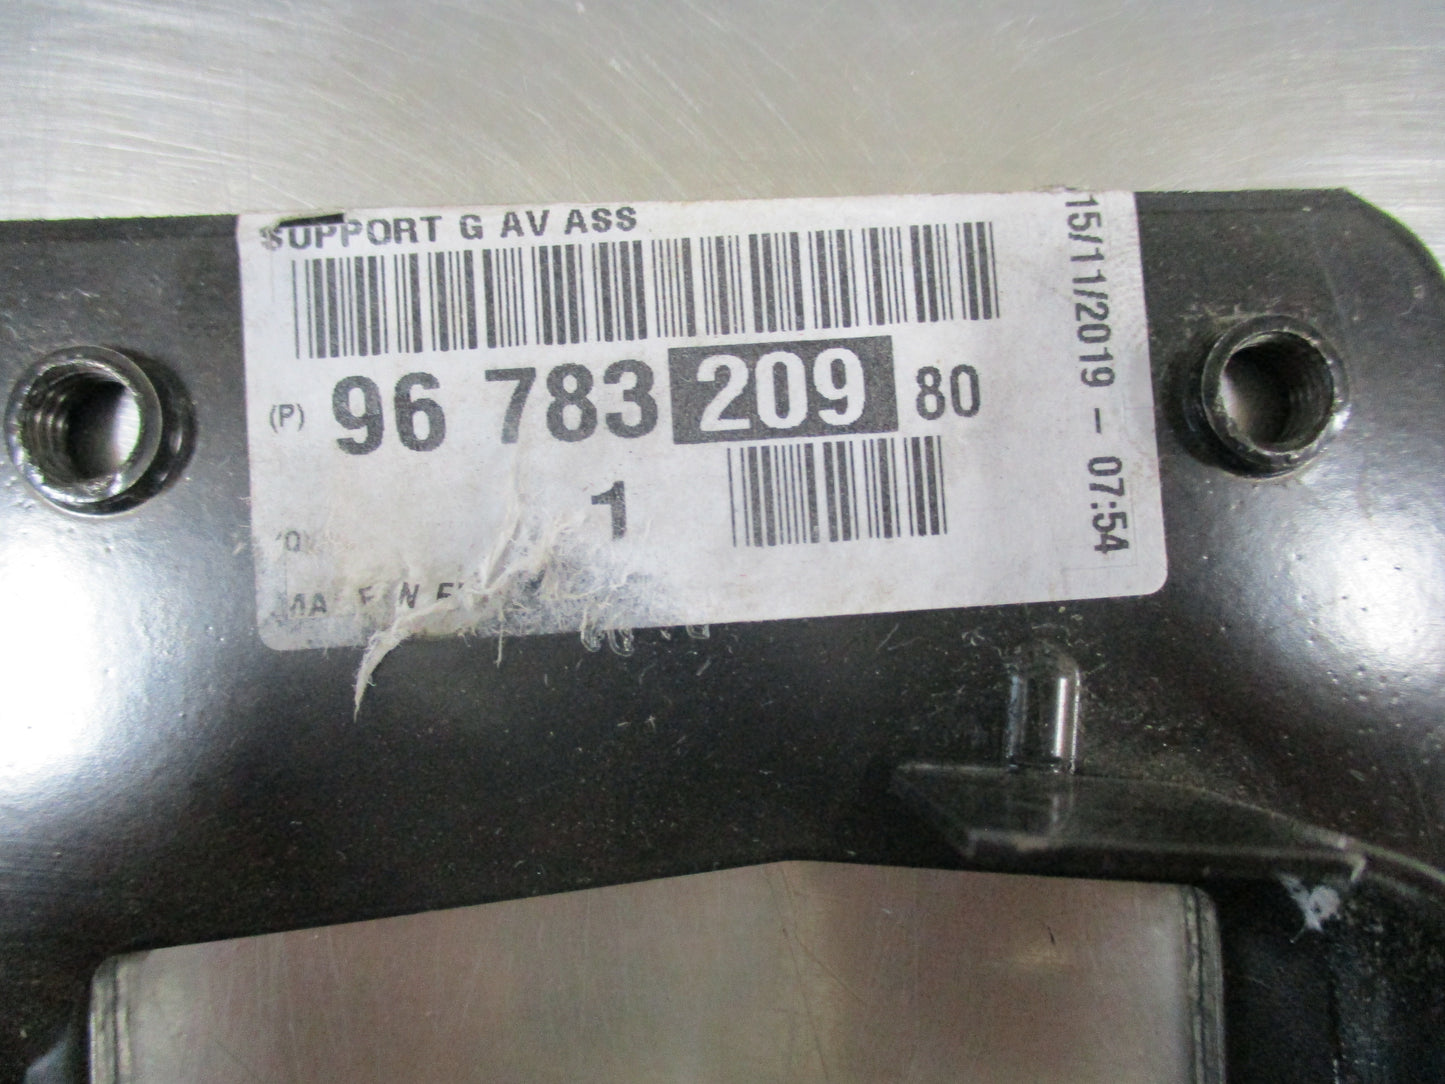 SUPPORT G AV ASS
(P) 96 783 209 80
1
15/11/2019 - 07:54